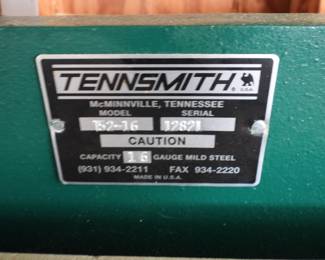 TENNSMITH ® U.S.A.
McMINNVILLE, TENNESSEE
MODEL SERIAL
T52-16 12821
CAUTION
CAPACITY 16 GAUGE MILD STEEL
(931) 934-2211 FAX 934-2220
MADE IN U.S.A.